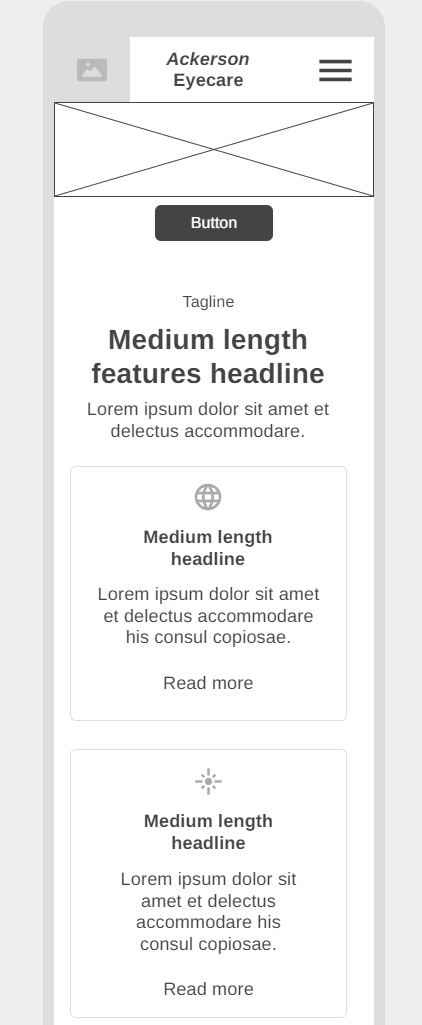 Ackerson
Eyecare
Button
Tagline
Medium length
features headline
Lorem ipsum dolor sit amet et
delectus accommodare.
Medium length
headline
Lorem ipsum dolor sit amet
et delectus accommodare
his consul copiosae.
Read more
Medium length
headline
Lorem ipsum dolor sit
amet et delectus
accommodare his
consul copiosae.
Read more